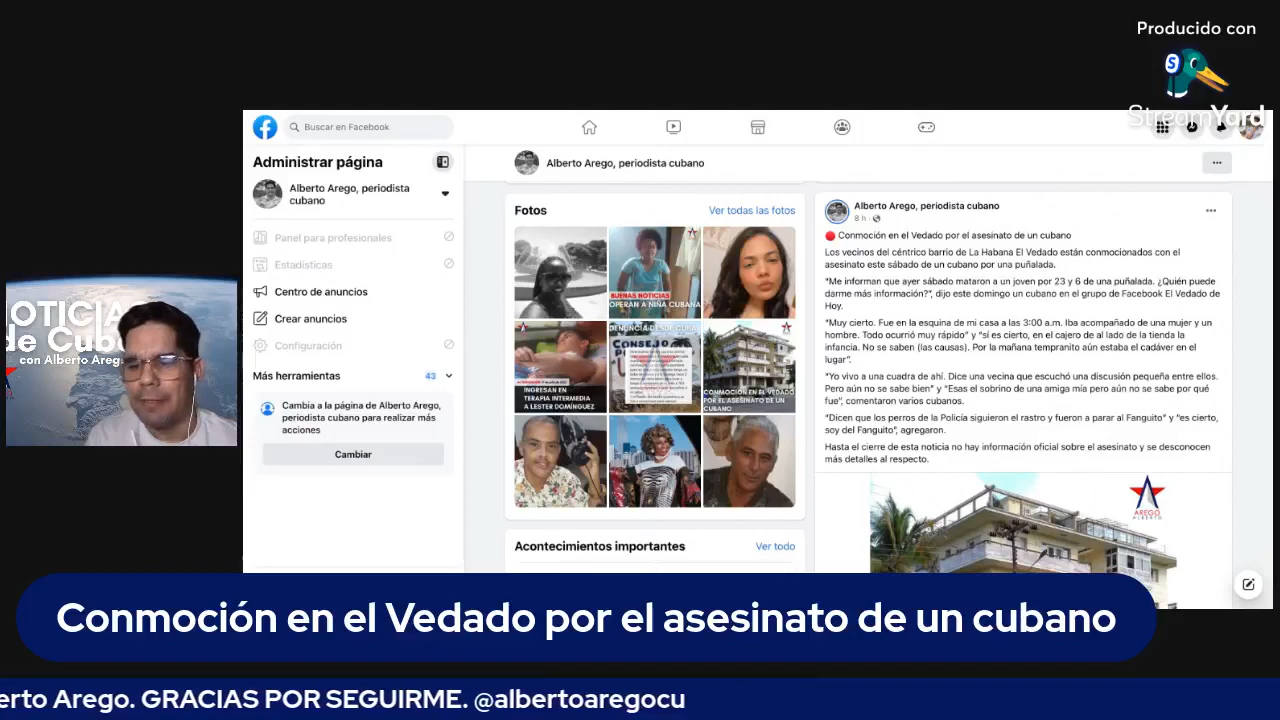 Producido con
StreamYard
Buscar en Facebook
Administrar página
Alberto Arego, periodista
cubano
Panel para profesionales
Estadísticas
Centro de anuncios
Crear anuncios
Configuración
Más herramientas
43
Cambia a la página de Alberto Arego,
periodista cubano para realizar más
acciones
Cambiar
Alberto Arego, periodista cubano
Fotos
Ver todas las fotos
BUENAS NOTICIAS
OPERAN A NIÑA CUBANA
INGRESAN EN
TERAPIA INTERMEDIA
A LESTER DOMÍNGUEZ
DENUNCIA DESDE CUBA
CONSEJO
CONMOCIÓN EN EL VEDADO
POR EL ASESINATO DE UN
CUBANO
Acontecimientos importantes
Ver todo
Alberto Arego, periodista cubano
8 h
Conmoción en el Vedado por el asesinato de un cubano
Los vecinos del céntrico barrio de La Habana El Vedado están conmocionados con el
asesinato este sábado de un cubano por una puñalada.
"Me informan que ayer sábado mataron a un joven por 23 y 6 de una puñalada. ¿Quién puede
darme más información?", dijo este domingo un cubano en el grupo de Facebook El Vedado de
Hoy.
"Muy cierto. Fue en la esquina de mi casa a las 3:00 a.m. Iba acompañado de una mujer y un
hombre. Todo ocurrió muy rápido" y "sí es cierto, en el cajero de al lado de la tienda la
infancia. No se saben (las causas). Por la mañana tempranito aún estaba el cadáver en el
lugar".
"Yo vivo a una cuadra de ahí. Dice una vecina que escuchó una discusión pequeña entre ellos.
Pero aún no se sabe bien" y "Esas el sobrino de una amiga mía pero aún no se sabe por qué
fue", comentaron varios cubanos.
"Dicen que los perros de la Policía siguieron el rastro y fueron a parar al Fanguito" y "es cierto,
soy del Fanguito", agregaron.
Hasta el cierre de esta noticia no hay información oficial sobre el asesinato y se desconocen
más detalles al respecto.
AREGO
ALBERTO
OTICIAS
de Cub
con Alberto Areg
Conmoción en el Vedado por el asesinato de un cubano
erto Arego. GRACIAS POR SEGUIRME. @albertoaregocu